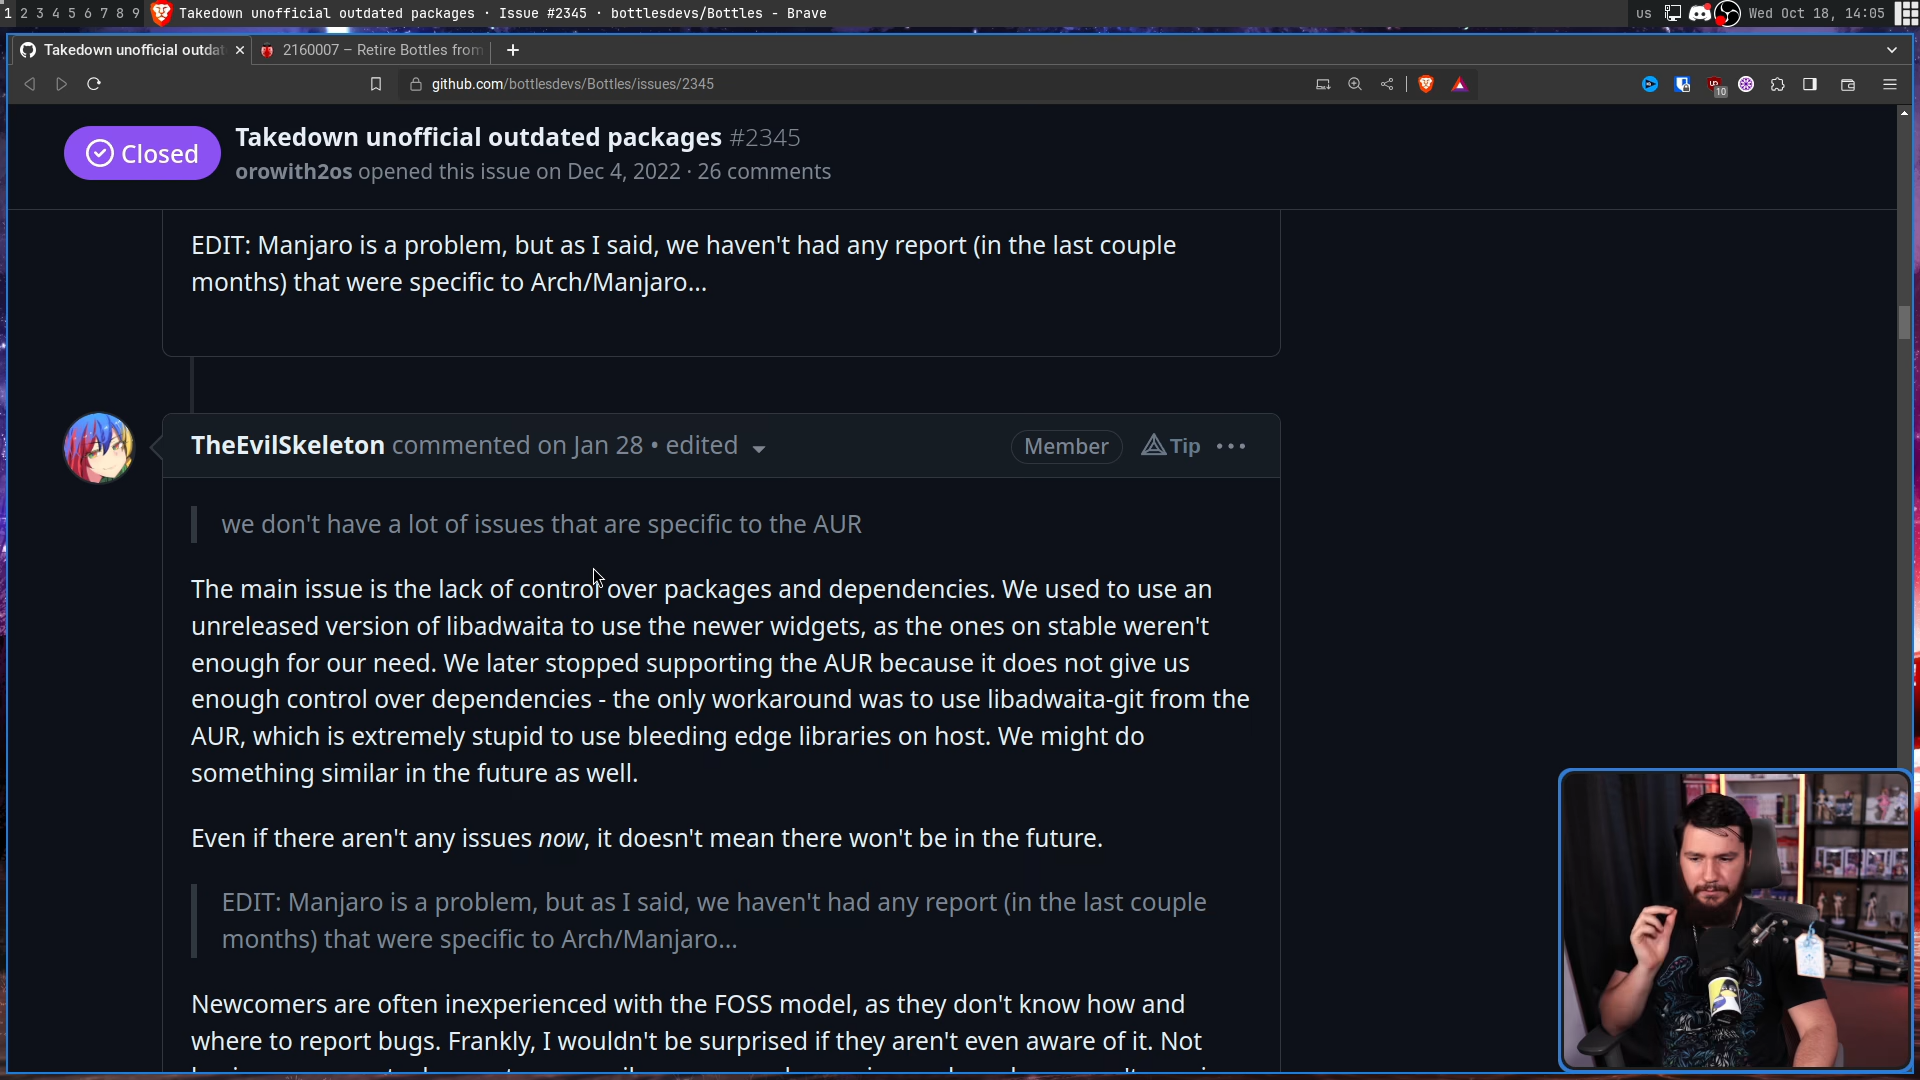 1 2 3 4 5 6 7 8 9 Takedown unofficial outdated packages · Issue #2345 · bottlesdevs/Bottles - Brave us Wed Oct 18, 14:05
Takedown unofficial outdat 2160007 – Retire Bottles from
github.com/bottlesdevs/Bottles/issues/2345 10
Closed
Takedown unofficial outdated packages #2345
orowith2os opened this issue on Dec 4, 2022 · 26 comments
EDIT: Manjaro is a problem, but as I said, we haven't had any report (in the last couple
months) that were specific to Arch/Manjaro...
TheEvilSkeleton commented on Jan 28 • edited Member Tip
we don't have a lot of issues that are specific to the AUR
The main issue is the lack of control over packages and dependencies. We used to use an
unreleased version of libadwaita to use the newer widgets, as the ones on stable weren't
enough for our need. We later stopped supporting the AUR because it does not give us
enough control over dependencies - the only workaround was to use libadwaita-git from the
AUR, which is extremely stupid to use bleeding edge libraries on host. We might do
something similar in the future as well.
Even if there aren't any issues now, it doesn't mean there won't be in the future.
EDIT: Manjaro is a problem, but as I said, we haven't had any report (in the last couple
months) that were specific to Arch/Manjaro...
Newcomers are often inexperienced with the FOSS model, as they don't know how and
where to report bugs. Frankly, I wouldn't be surprised if they aren't even aware of it. Not